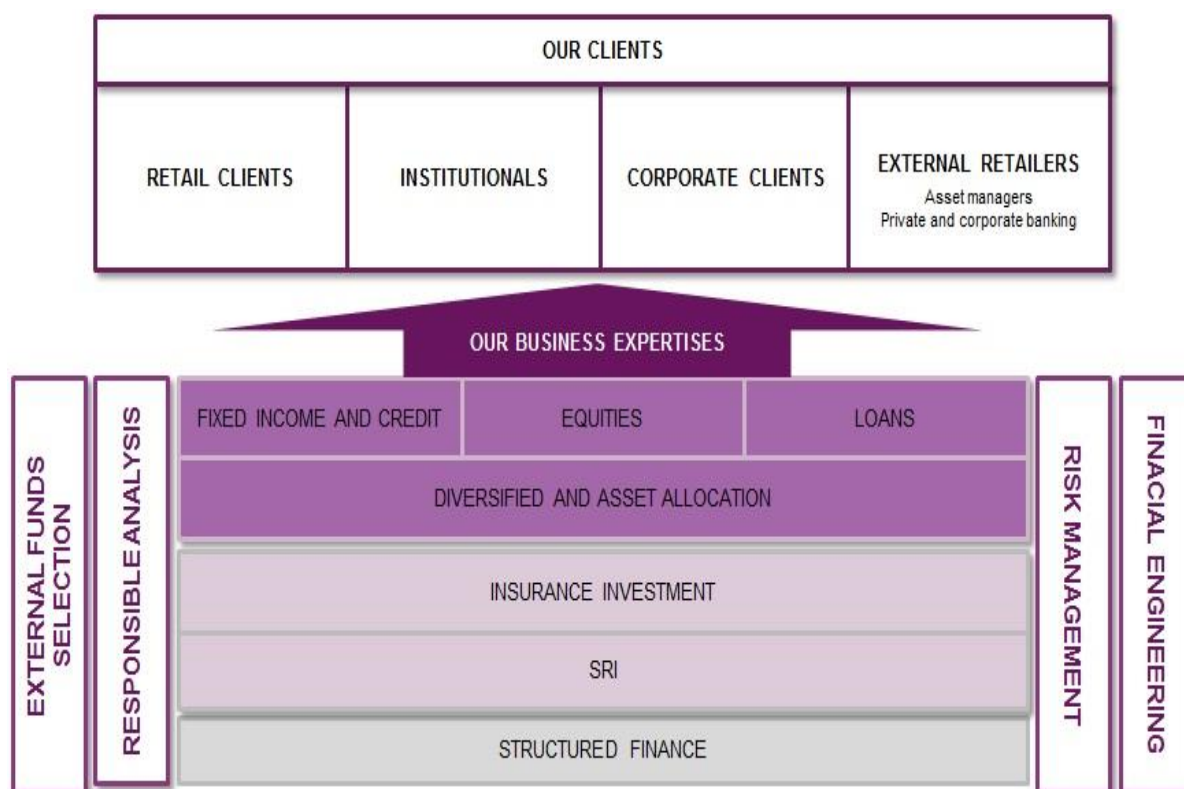 OUR CLIENTS
RETAIL CLIENTS
INSTITUTIONALS
CORPORATE CLIENTS
EXTERNAL RETAILERS
Asset managers
Private and corporate banking
OUR BUSINESS EXPERTISES
EXTERNAL FUNDS
SELECTION
RESPONSIBLE ANALYSIS
FIXED INCOME AND CREDIT
EQUITIES
LOANS
DIVERSIFIED AND ASSET ALLOCATION
INSURANCE INVESTMENT
SRI
STRUCTURED FINANCE
RISK MANAGEMENT
FINACIAL ENGINEERING